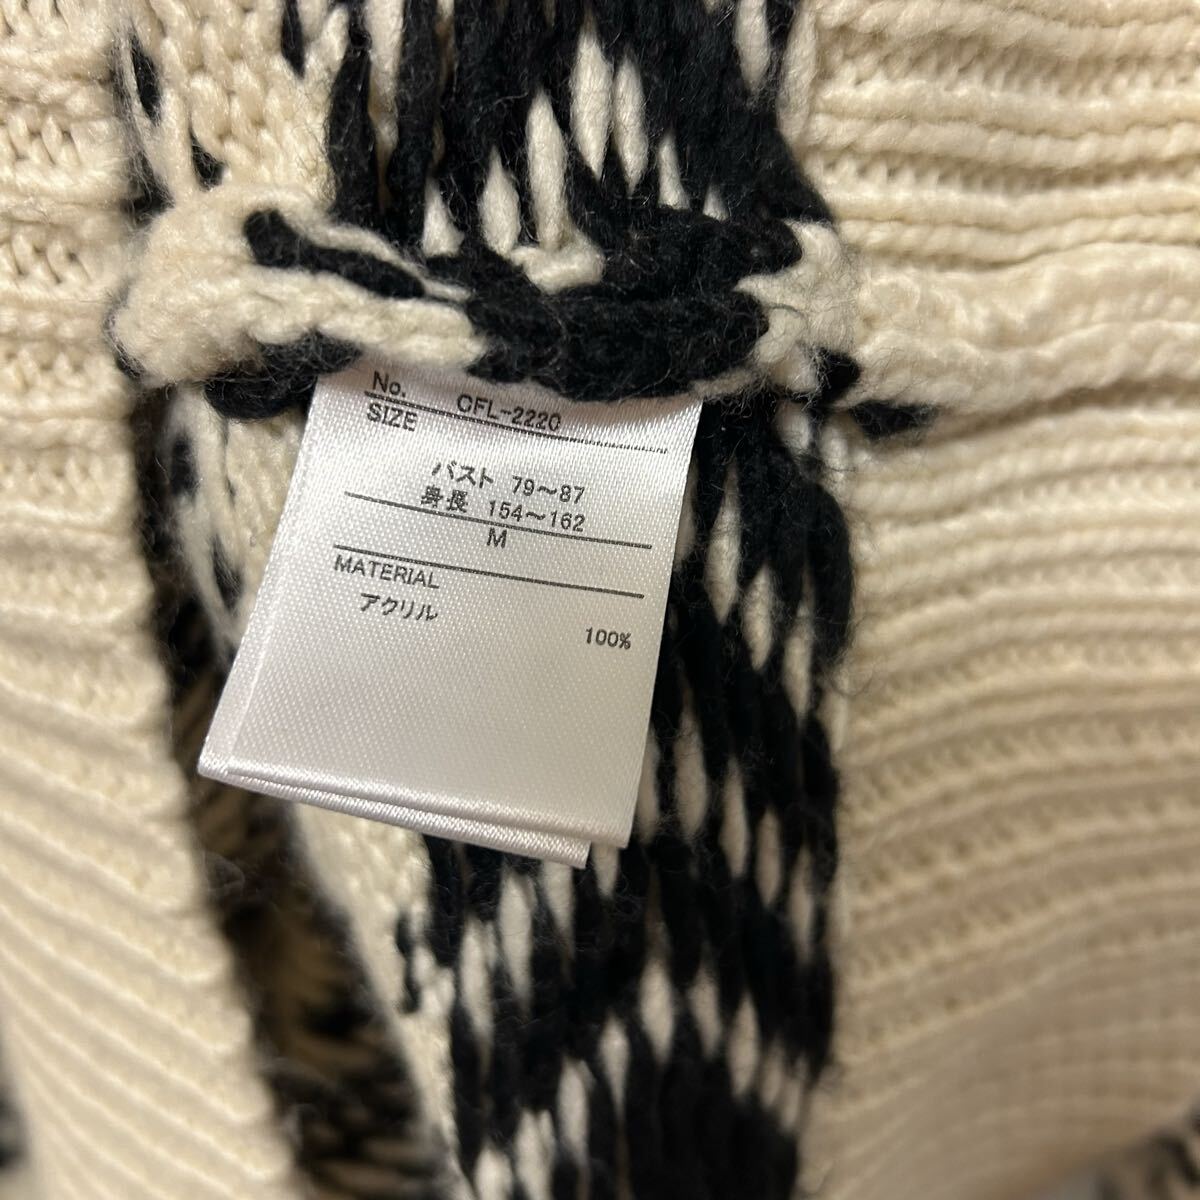 No. CFL-2220
SIZE
バスト 79～87
身長 154～162
M
MATERIAL
アクリル
100%